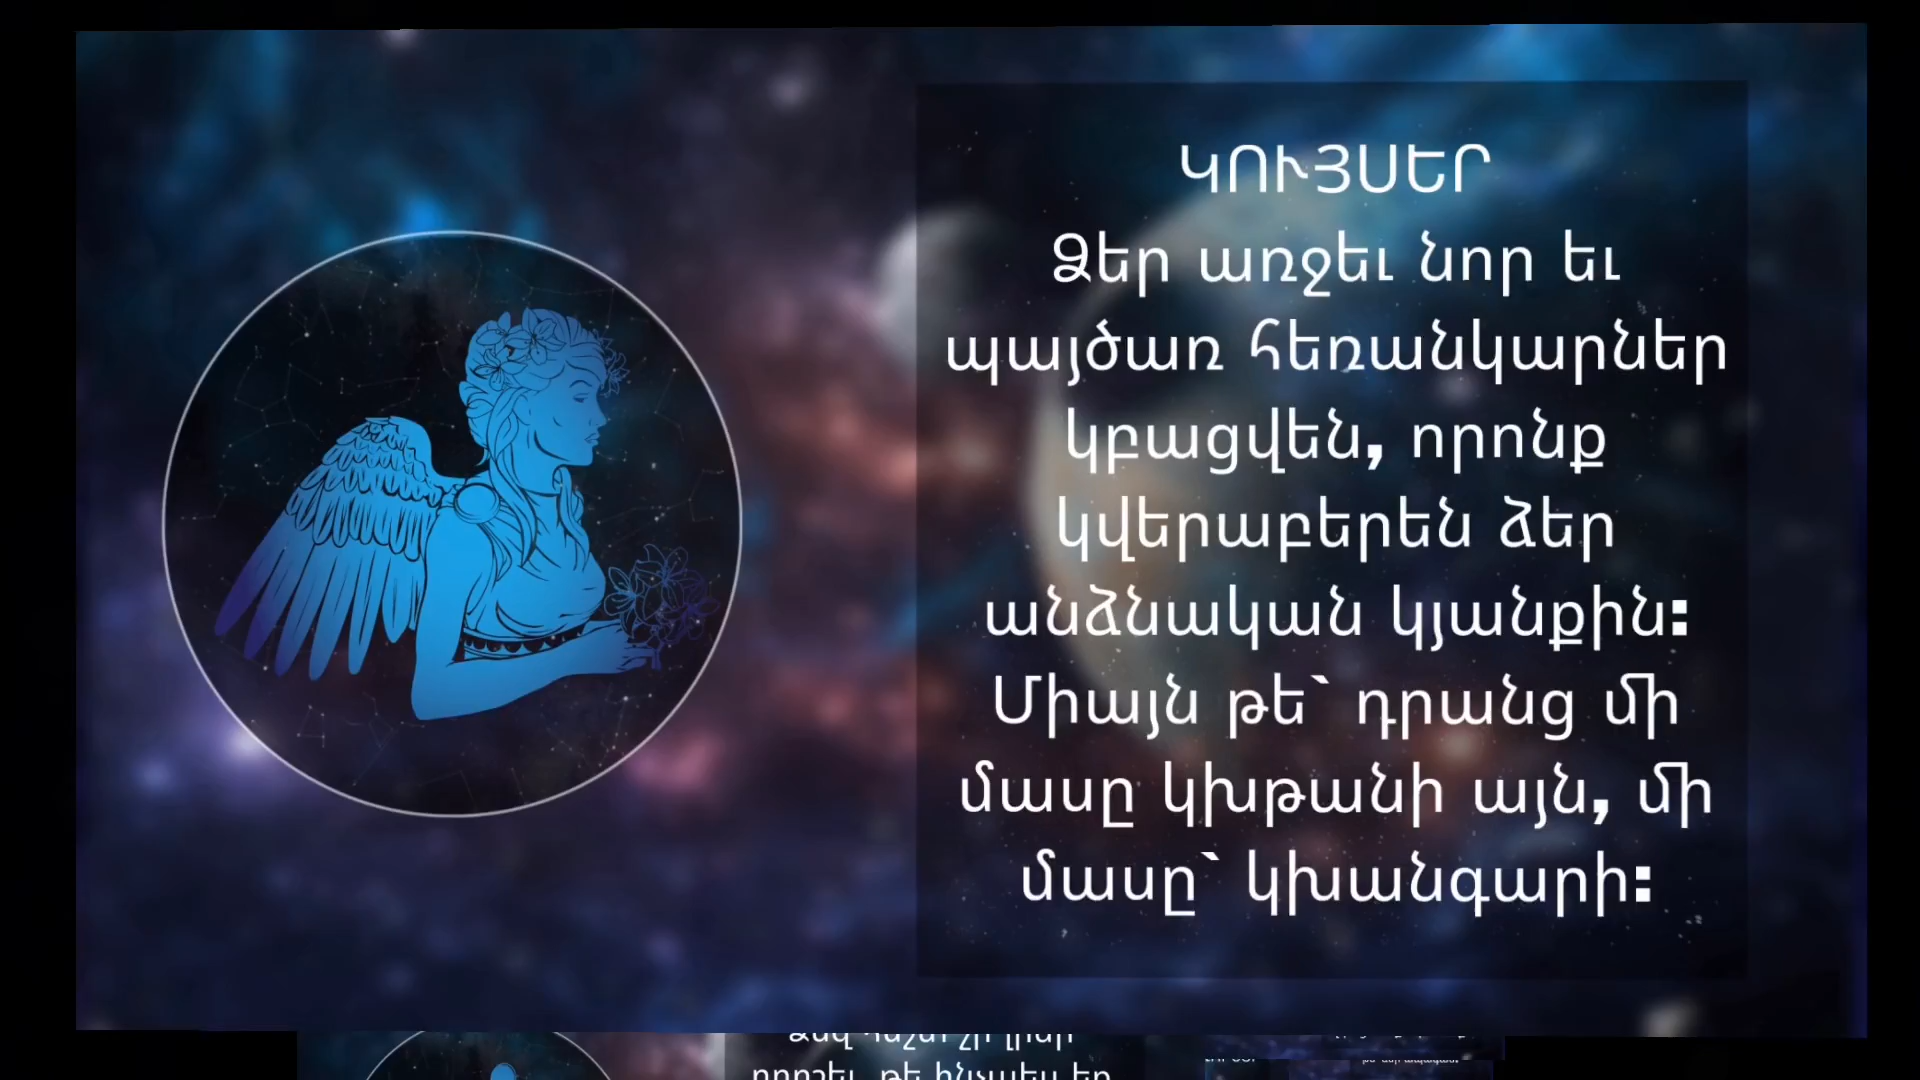 ԿՈՒՅՍԵՐ
Ձեր առջեւ նոր եւ
պայծառ հեռանկարներ
կբացվեն, որոնք
կվերաբերեն ձեր
անձնական կյանքին:
Միայն թե` դրանց մի
մասը կխթանի այն, մի
մասը` կխանգարի: